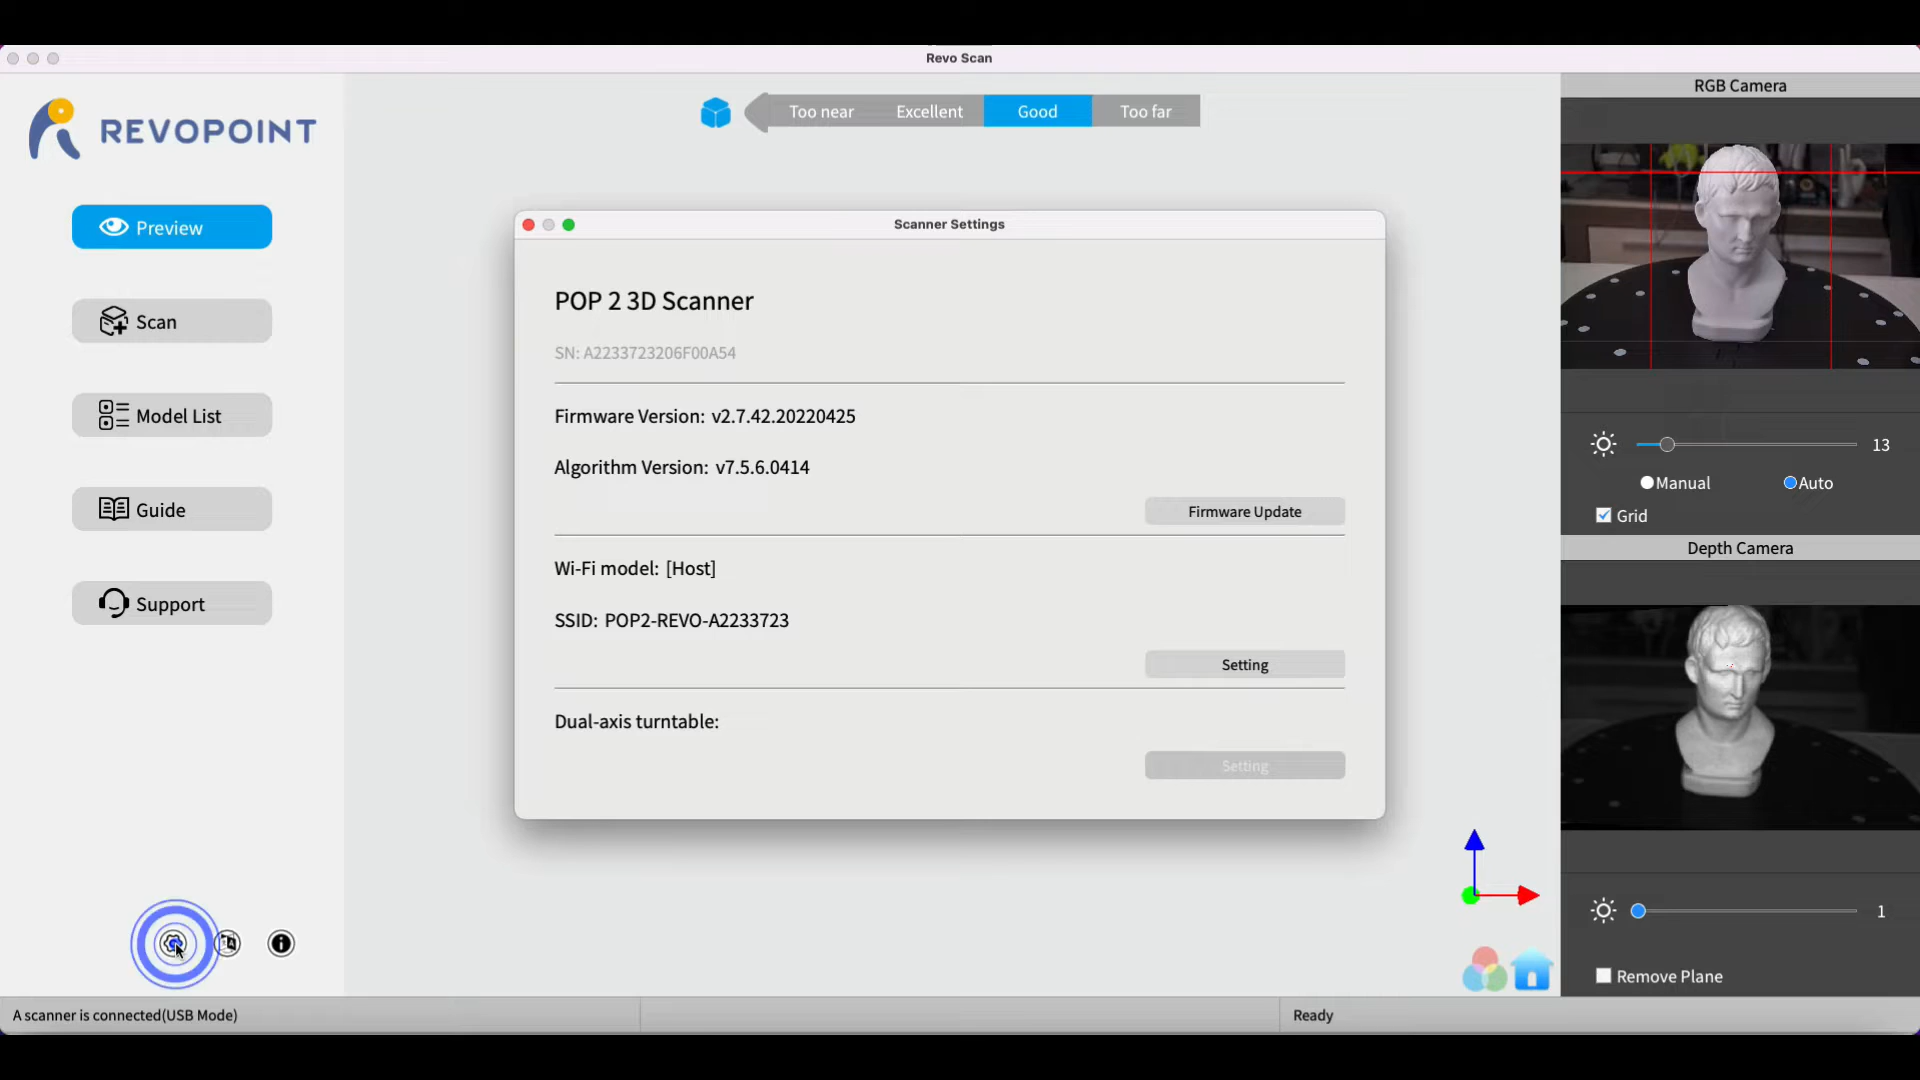 Revo Scan
REVOPOINT
Preview
Scan
Model List
Guide
Support
Too near Excellent Good Too far
Scanner Settings
POP 2 3D Scanner
SN: A2233723206F00A54
Firmware Version: v2.7.42.20220425
Algorithm Version: v7.5.6.0414
Firmware Update
Wi-Fi model: [Host]
SSID: POP2-REVO-A2233723
Setting
Dual-axis turntable:
Setting
RGB Camera
13
Manual Auto
Grid
Depth Camera
1
Remove Plane
A scanner is connected(USB Mode)
Ready